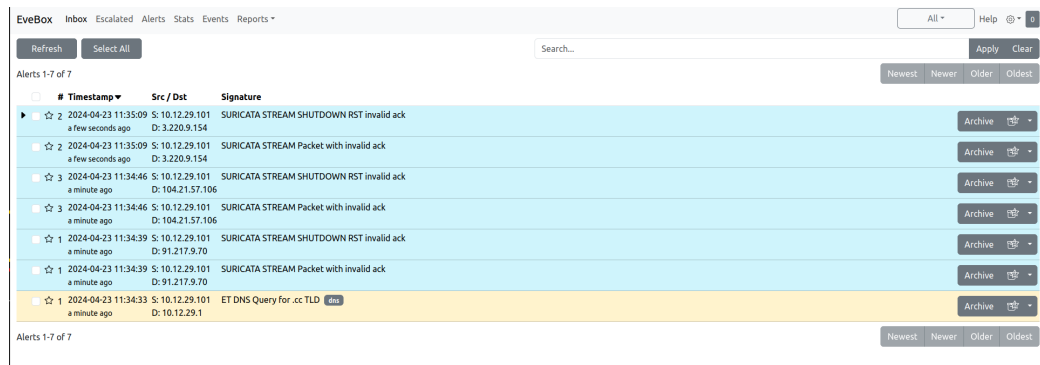 EveBox Inbox Escalated Alerts Stats Events Reports All Help 0
Refresh Select All Search... Apply Clear
Alerts 1-7 of 7 Newest Newer Older Oldest
# Timestamp Src / Dst Signature
2 2024-04-23 11:35:09 S: 10.12.29.101 SURICATA STREAM SHUTDOWN RST invalid ack Archive
a few seconds ago D: 3.220.9.154
2 2024-04-23 11:35:09 S: 10.12.29.101 SURICATA STREAM Packet with invalid ack Archive
a few seconds ago D: 3.220.9.154
3 2024-04-23 11:34:46 S: 10.12.29.101 SURICATA STREAM SHUTDOWN RST invalid ack Archive
a minute ago D: 104.21.57.106
3 2024-04-23 11:34:46 S: 10.12.29.101 SURICATA STREAM Packet with invalid ack Archive
a minute ago D: 104.21.57.106
1 2024-04-23 11:34:39 S: 10.12.29.101 SURICATA STREAM SHUTDOWN RST invalid ack Archive
a minute ago D: 91.217.9.70
1 2024-04-23 11:34:39 S: 10.12.29.101 SURICATA STREAM Packet with invalid ack Archive
a minute ago D: 91.217.9.70
1 2024-04-23 11:34:33 S: 10.12.29.101 ET DNS Query for .cc TLD dns Archive
a minute ago D: 10.12.29.1
Alerts 1-7 of 7 Newest Newer Older Oldest